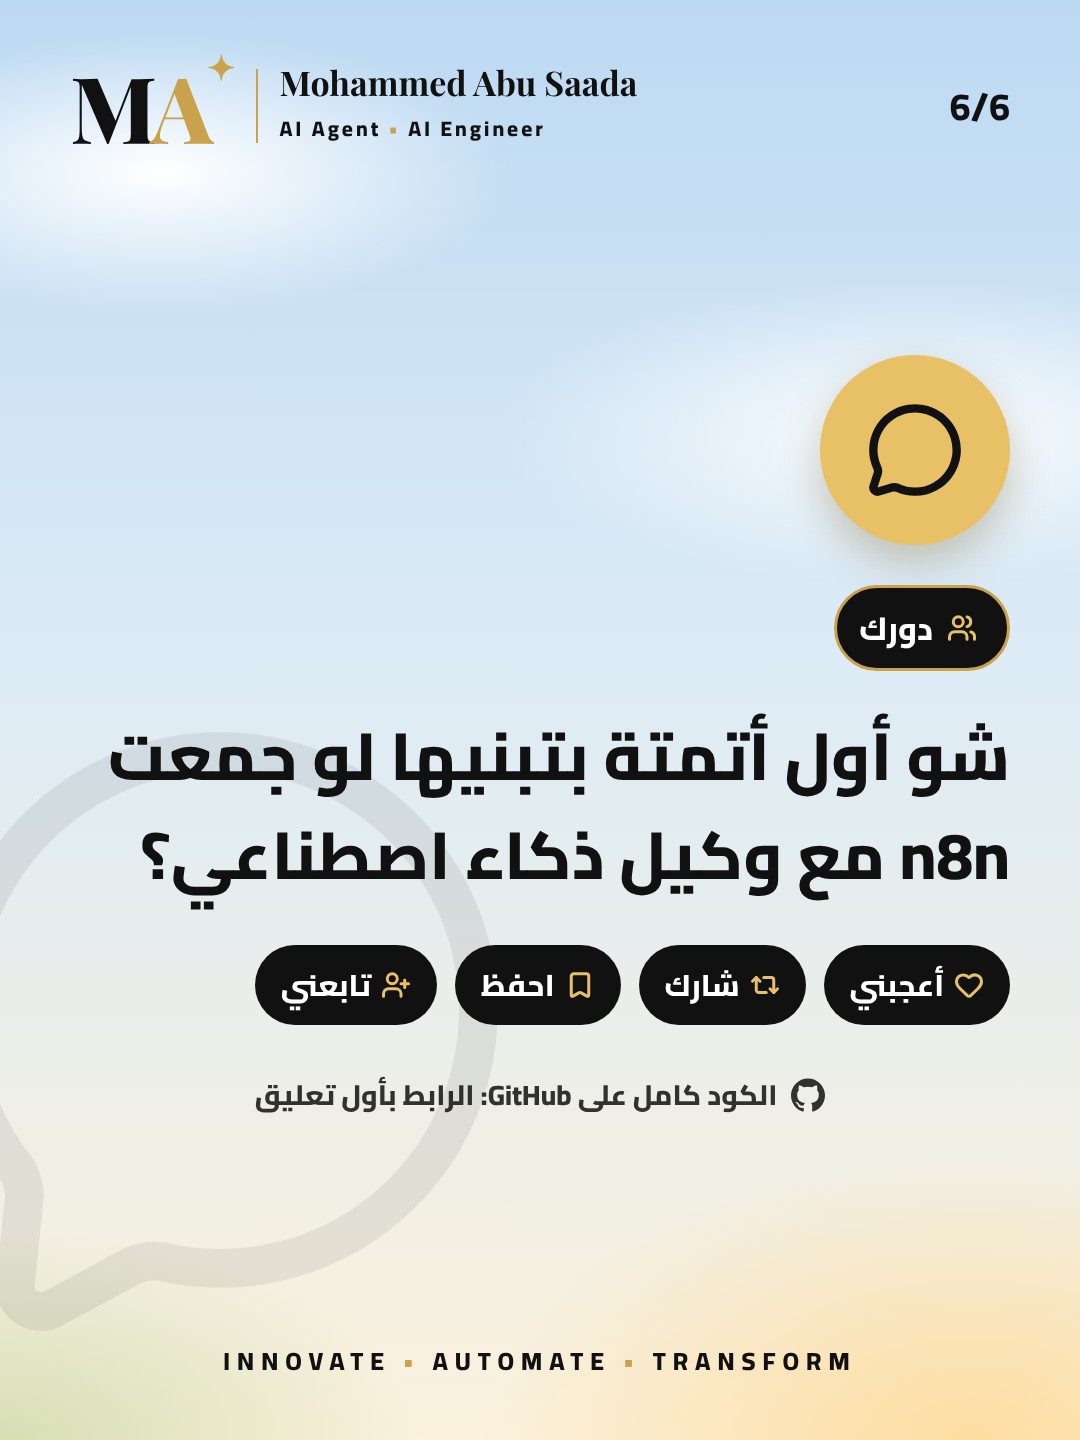 MA
Mohammed Abu Saada
AI Agent ▪ AI Engineer
6/6
دورك
شو أول أتمتة بتبنيها لو جمعت
n8n مع وكيل ذكاء اصطناعي؟
أعجبني
شارك
احفظ
تابعني
الكود كامل على GitHub: الرابط بأول تعليق
INNOVATE ▪ AUTOMATE ▪ TRANSFORM